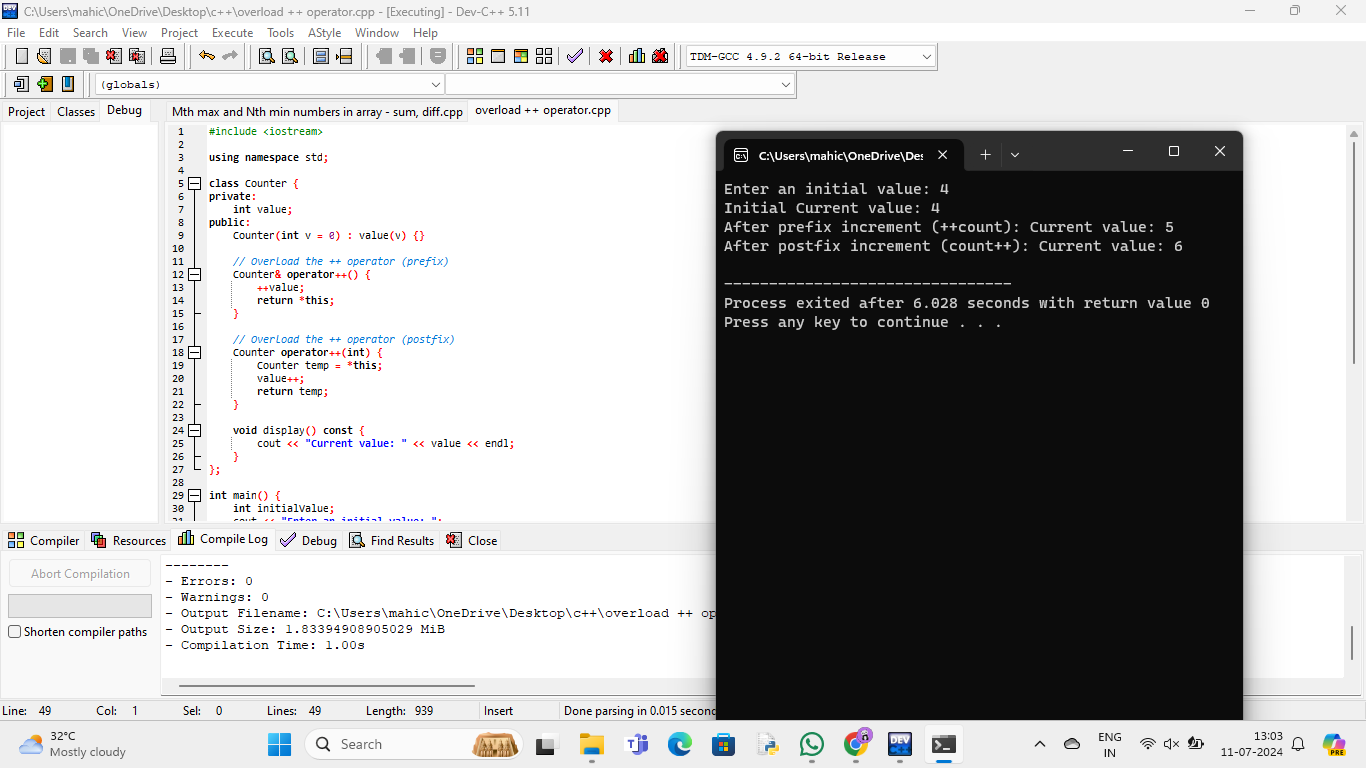 C:\Users\mahic\OneDrive\Desktop\c++\overload ++ operator.cpp - [Executing] - Dev-C++ 5.11
File Edit Search View Project Execute Tools AStyle Window Help
TDM-GCC 4.9.2 64-bit Release
(globals)
Project Classes Debug
Mth max and Nth min numbers in array - sum, diff.cpp overload ++ operator.cpp
1 #include <iostream>
2
3 using namespace std;
4
5 class Counter {
6 private:
7 int value;
8 public:
9 Counter(int v = 0) : value(v) {}
10
11 // Overload the ++ operator (prefix)
12 Counter& operator++() {
13 ++value;
14 return *this;
15 }
16
17 // Overload the ++ operator (postfix)
18 Counter operator++(int) {
19 Counter temp = *this;
20 value++;
21 return temp;
22 }
23
24 void display() const {
25 cout << "Current value: " << value << endl;
26 }
27 };
28
29 int main() {
30 int initialValue;
31 cout << "Enter an initial value: ";
C:\Users\mahic\OneDrive\Des
Enter an initial value: 4
Initial Current value: 4
After prefix increment (++count): Current value: 5
After postfix increment (count++): Current value: 6
--------------------------------
Process exited after 6.028 seconds with return value 0
Press any key to continue . . .
Compiler Resources Compile Log Debug Find Results Close
Abort Compilation
Shorten compiler paths
--------
- Errors: 0
- Warnings: 0
- Output Filename: C:\Users\mahic\OneDrive\Desktop\c++\overload ++ op
- Output Size: 1.83394908905029 MiB
- Compilation Time: 1.00s
Line: 49 Col: 1 Sel: 0 Lines: 49 Length: 939 Insert Done parsing in 0.015 second
32°C
Mostly cloudy
Search
DEV
PRE
ENG
IN
13:03
11-07-2024